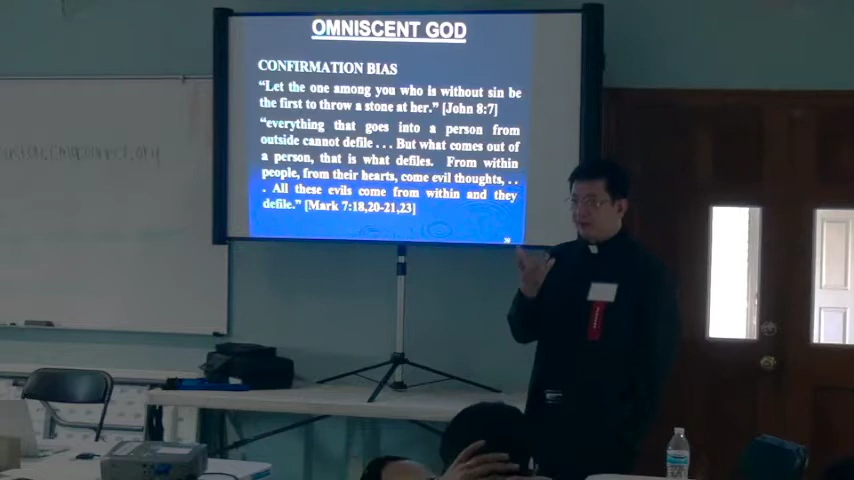 OMNISCENT GOD
CONFIRMATION BIAS
“Let the one among you who is without sin be
the first to throw a stone at her.” [John 8:7]
“everything that goes into a person from
outside cannot defile . . . But what comes out of
a person, that is what defiles. From within
people, from their hearts, come evil thoughts, . .
. All these evils come from within and they
defile.” [Mark 7:18,20-21,23]